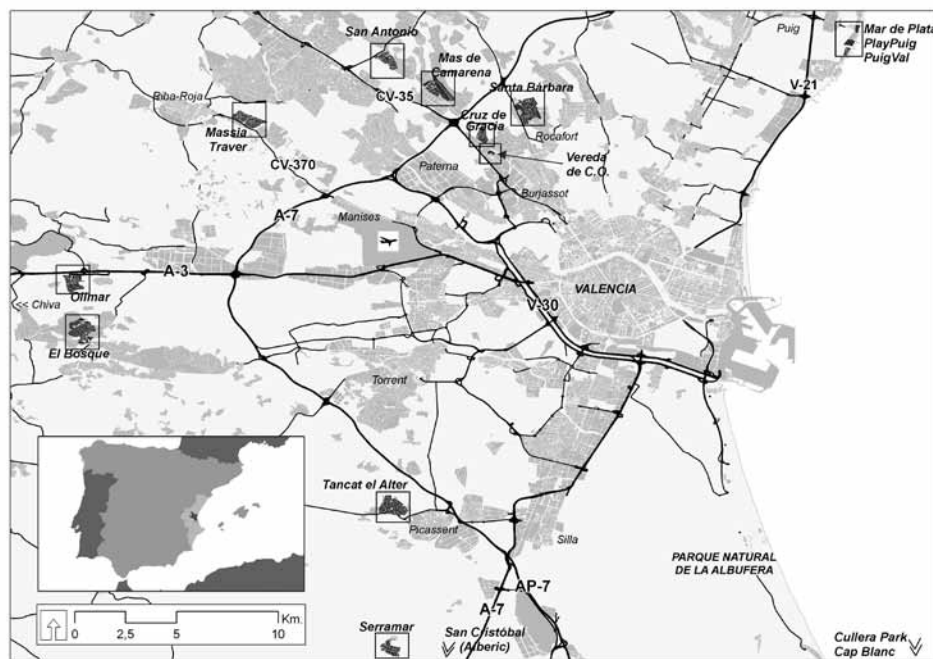 San Antonio
Puig
Mar de Plata
PlayPuig
PuigVal
Mas de
Camarena
V-21
Riba-Roja
CV-35
Santa Bárbara
Cruz de
Gracia
Rocafort
Massía
Traver
Vereda
de C.O.
CV-370
Paterna
Burjassot
A-7
Manises
A-3
Olimar
<< Chiva
VALENCIA
V-30
El Bosque
Torrent
Tancat el Alter
Picassent
Silla
PARQUE NATURAL
DE LA ALBUFERA
AP-7
A-7
Km.
0
2,5
5
10
Serramar
San Cristóbal
(Alberic)
Cullera Park
Cap Blanc